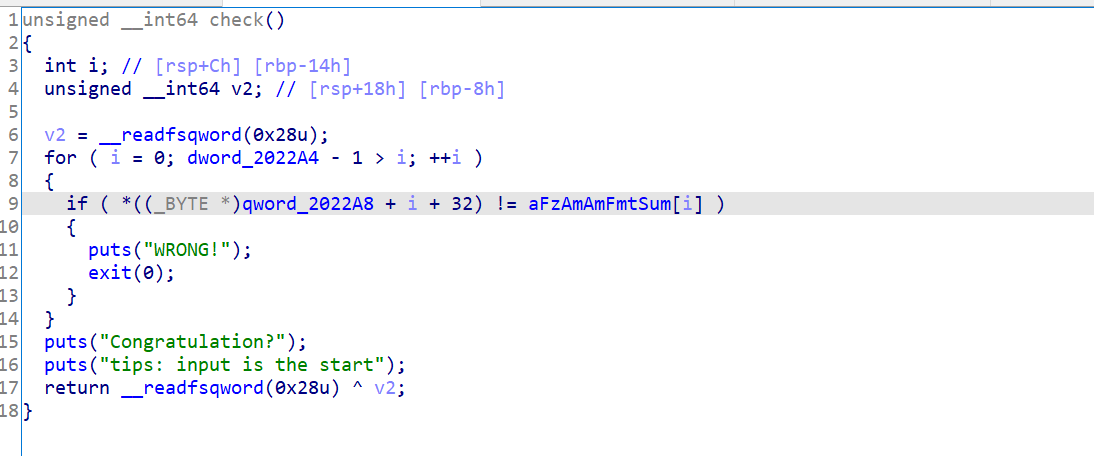 1 unsigned __int64 check()
2 {
3   int i; // [rsp+Ch] [rbp-14h]
4   unsigned __int64 v2; // [rsp+18h] [rbp-8h]
5
6   v2 = __readfsqword(0x28u);
7   for ( i = 0; dword_2022A4 - 1 > i; ++i )
8   {
9     if ( *((_BYTE *)qword_2022A8 + i + 32) != aFzAmAmFmtSum[i] )
10     {
11       puts("WRONG!");
12       exit(0);
13     }
14   }
15   puts("Congratulation?");
16   puts("tips: input is the start");
17   return __readfsqword(0x28u) ^ v2;
18 }